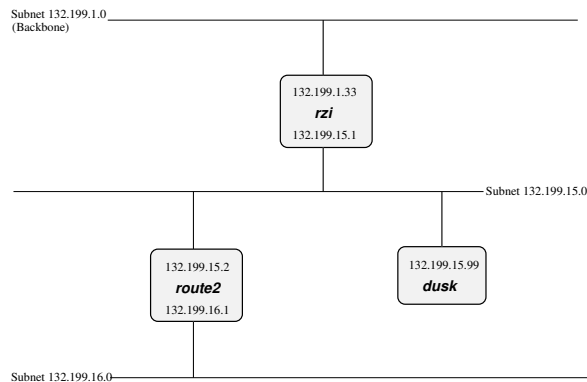 Subnet 132.199.1.0
(Backbone)
132.199.1.33
rzi
132.199.15.1
Subnet 132.199.15.0
132.199.15.2
route2
132.199.16.1
132.199.15.99
dusk
Subnet 132.199.16.0